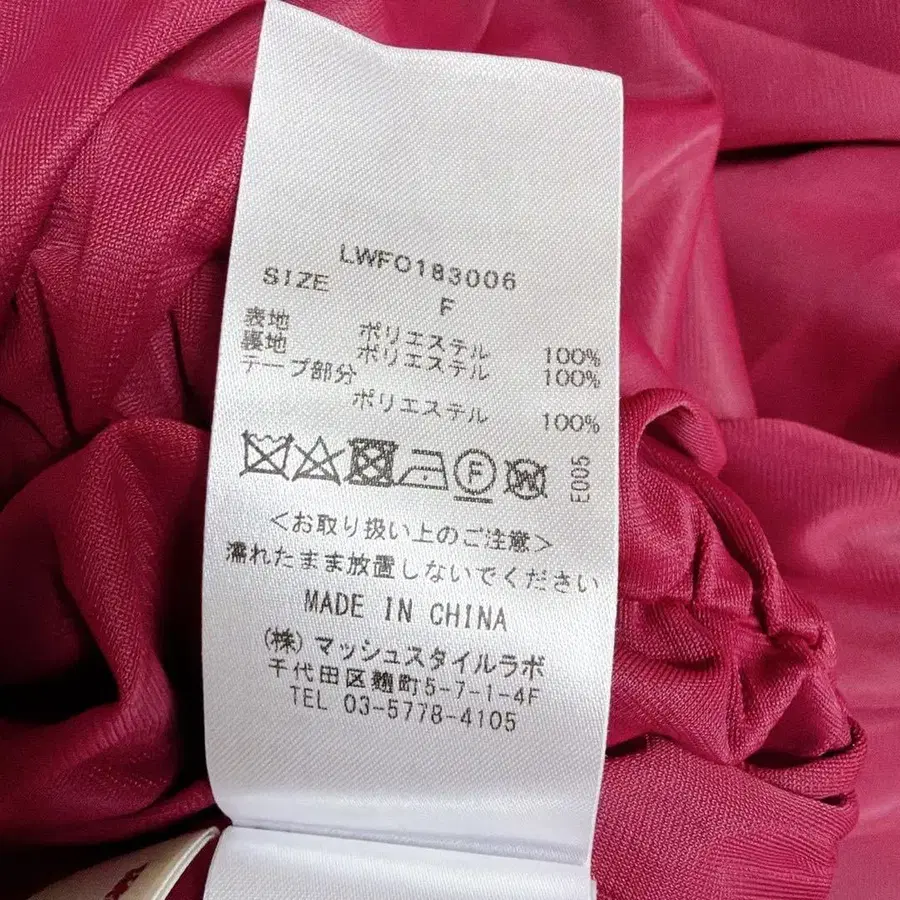 LWFO183006
SIZE
F
表地 ポリエステル 100%
裏地 ポリエステル 100%
テープ部分
ポリエステル 100%
F W E005
<お取り扱い上のご注意>
濡れたまま放置しないでください
MADE IN CHINA
(株)マッシュスタイルラボ
千代田区麹町5-7-1-4F
TEL 03-5778-4105